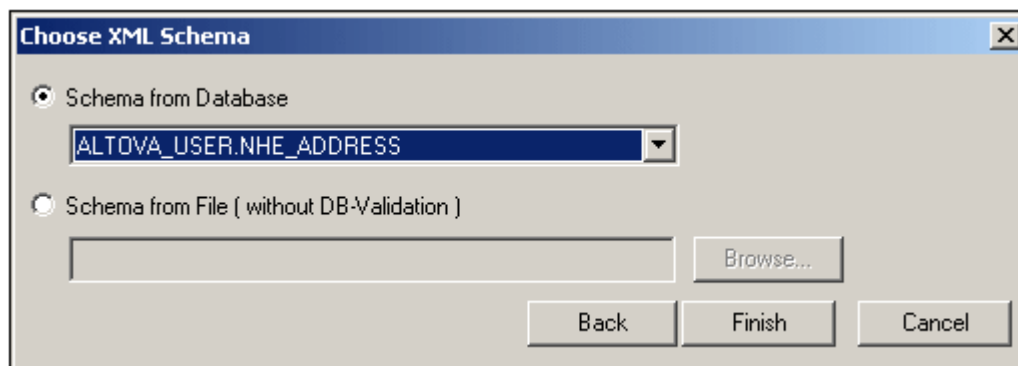 Choose XML Schema
Schema from Database
ALTOVA_USER.NHE_ADDRESS
Schema from File ( without DB-Validation )
Browse...
Back Finish Cancel